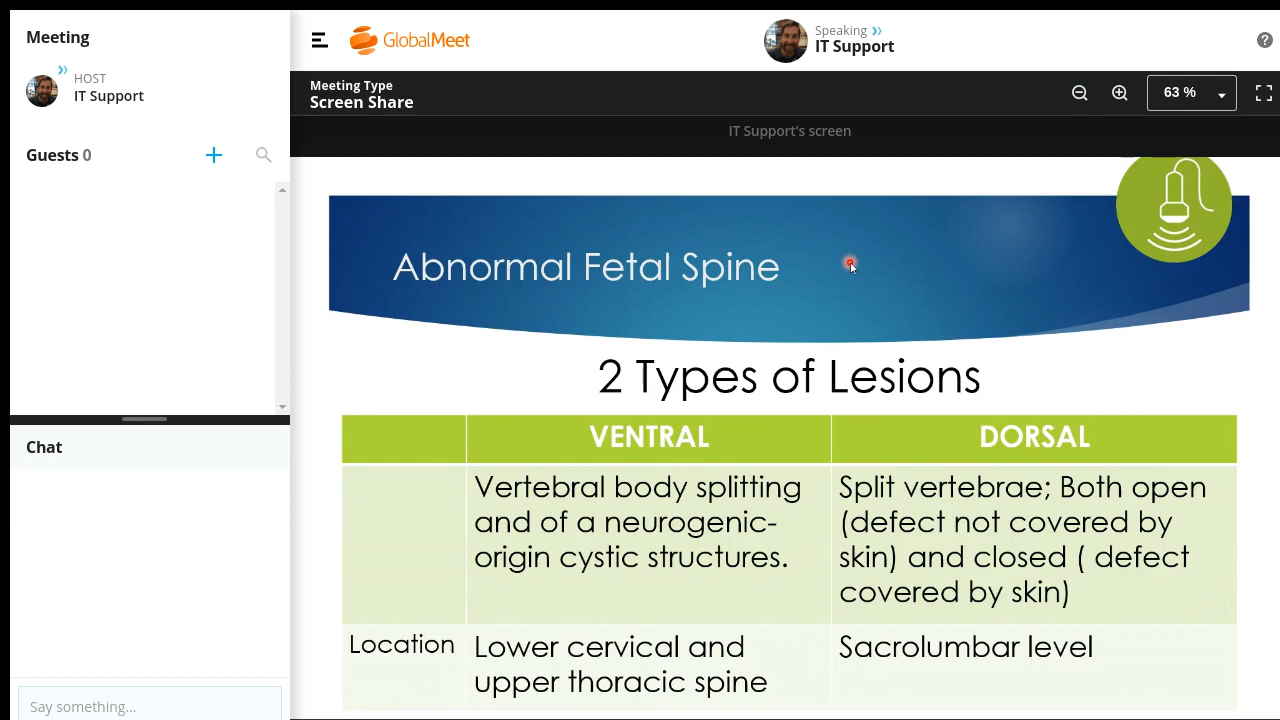 Meeting
HOST
IT Support
Guests 0
Chat
Say something...
GlobalMeet
Speaking
IT Support
Meeting Type
Screen Share
63 %
IT Support's screen
Abnormal Fetal Spine
2 Types of Lesions
VENTRAL
DORSAL
Vertebral body splitting
and of a neurogenic-
origin cystic structures.
Split vertebrae; Both open
(defect not covered by
skin) and closed ( defect
covered by skin)
Location
Lower cervical and
upper thoracic spine
Sacrolumbar level